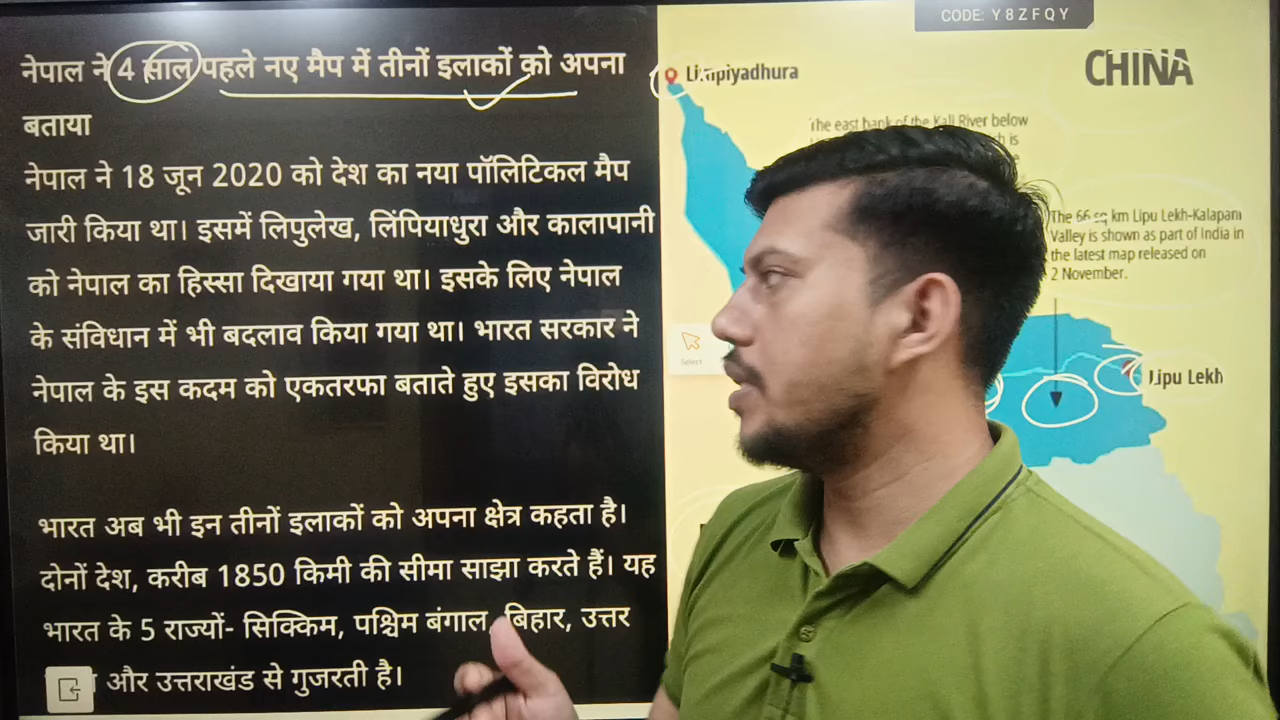 CODE: Y8ZFQY
नेपाल ने 4 साल पहले नए मैप में तीनों इलाकों को अपना
बताया
नेपाल ने 18 जून 2020 को देश का नया पॉलिटिकल मैप
जारी किया था। इसमें लिपुलेख, लिंपियाधुरा और कालापानी
को नेपाल का हिस्सा दिखाया गया था। इसके लिए नेपाल
के संविधान में भी बदलाव किया गया था। भारत सरकार ने
नेपाल के इस कदम को एकतरफा बताते हुए इसका विरोध
किया था।
भारत अब भी इन तीनों इलाकों को अपना क्षेत्र कहता है।
दोनों देश, करीब 1850 किमी की सीमा साझा करते हैं। यह
भारत के 5 राज्यों- सिक्किम, पश्चिम बंगाल, बिहार, उत्तर
और उत्तराखंड से गुजरती है।
Limpiyadhura
CHINA
The east bank of the Kali River below
is
The 66 sq km Lipu Lekh-Kalapani
Valley is shown as part of India in
the latest map released on
2 November.
Select
Lipu Lekh